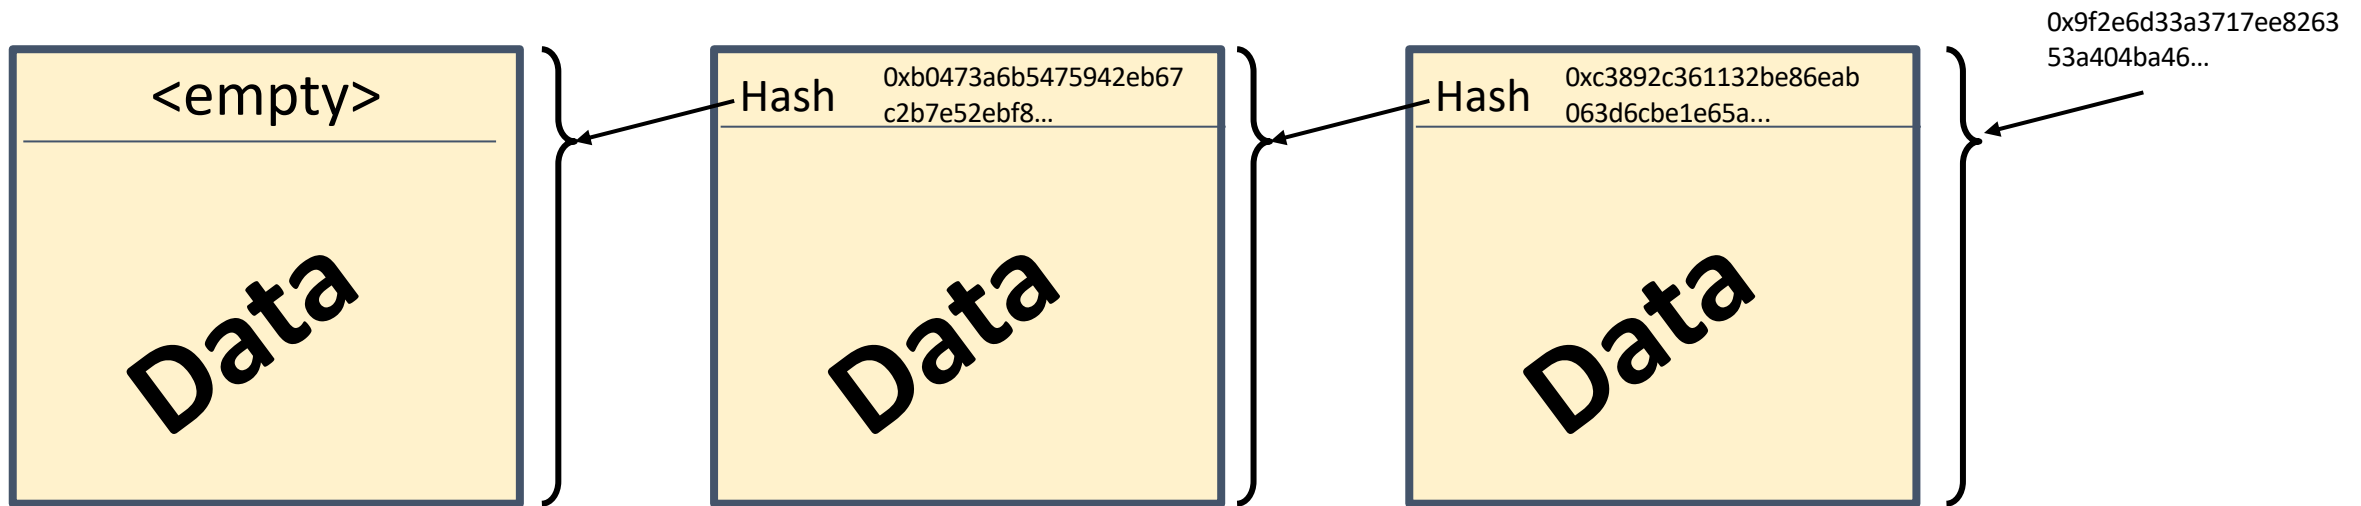 <empty>
Data
Hash
0xb0473a6b5475942eb67
c2b7e52ebf8...
Data
Hash
0xc3892c361132be86eab
063d6cbe1e65a...
Data
0x9f2e6d33a3717ee8263
53a404ba46...